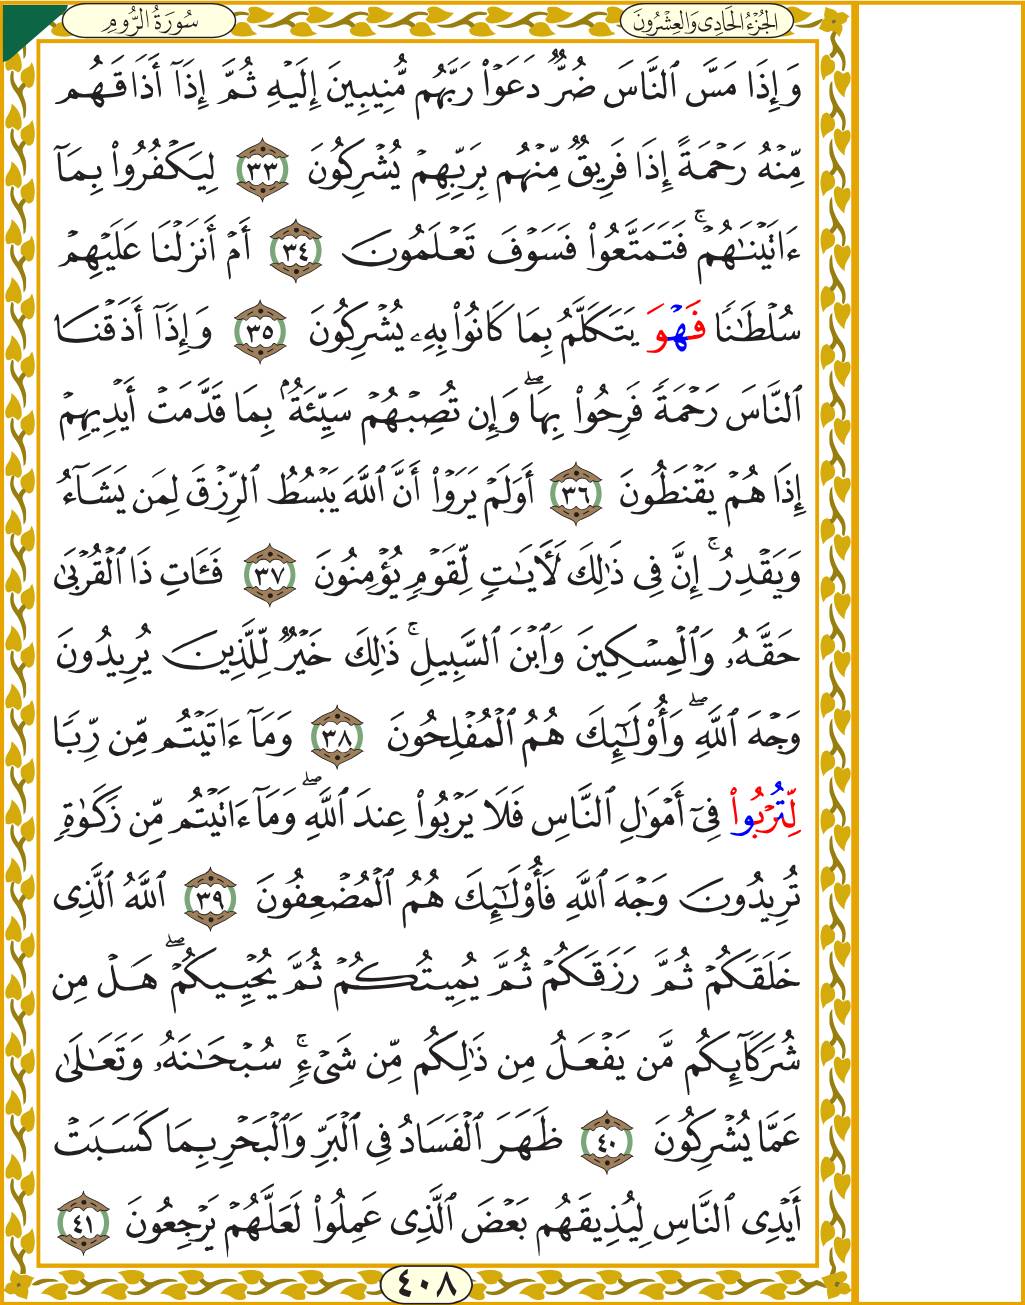 الجُزْءُ الحَادِى وَالعِشْرُونَ
سُورَةُ الرُّومِ
وَإِذَا مَسَّ ٱلنَّاسَ ضُرٌّ دَعَوۡاْ رَبَّهُم مُّنِيبِينَ إِلَيۡهِ ثُمَّ إِذَآ أَذَاقَهُم
مِّنۡهُ رَحۡمَةً إِذَا فَرِيقٌ مِّنۡهُم بِرَبِّهِمۡ يُشۡرِكُونَ ٣٣ لِيَكۡفُرُواْ بِمَآ
ءَاتَيۡنَٰهُمۡۚ فَتَمَتَّعُواْ فَسَوۡفَ تَعۡلَمُونَ ٣٤ أَمۡ أَنزَلۡنَا عَلَيۡهِمۡ
سُلۡطَٰنٗا فَهۡوَ يَتَكَلَّمُ بِمَا كَانُواْ بِهِۦ يُشۡرِكُونَ ٣٥ وَإِذَآ أَذَقۡنَا
ٱلنَّاسَ رَحۡمَةٗ فَرِحُواْ بِهَاۖ وَإِن تُصِبۡهُمۡ سَيِّئَةُۢ بِمَا قَدَّمَتۡ أَيۡدِيهِمۡ
إِذَا هُمۡ يَقۡنَطُونَ ٣٦ أَوَلَمۡ يَرَوۡاْ أَنَّ ٱللَّهَ يَبۡسُطُ ٱلرِّزۡقَ لِمَن يَشَآءُ
وَيَقۡدِرُۚ إِنَّ فِى ذَٰلِكَ لَأٓيَٰتٖ لِّقَوۡمٖ يُؤۡمِنُونَ ٣٧ فَـَٔاتِ ذَا ٱلۡقُرۡبَىٰ
حَقَّهُۥ وَٱلۡمِسۡكِينَ وَٱبۡنَ ٱلسَّبِيلِۚ ذَٰلِكَ خَيۡرٌ لِّلَّذِينَ يُرِيدُونَ
وَجۡهَ ٱللَّهِۖ وَأُوْلَٰٓئِكَ هُمُ ٱلۡمُفۡلِحُونَ ٣٨ وَمَآ ءَاتَيۡتُم مِّن رِّبٗا
لِّتُرۡبُواْ فِىٓ أَمۡوَٰلِ ٱلنَّاسِ فَلَا يَرۡبُواْ عِندَ ٱللَّهِۖ وَمَآ ءَاتَيۡتُم مِّن زَكَوٰةٖ
تُرِيدُونَ وَجۡهَ ٱللَّهِ فَأُوْلَٰٓئِكَ هُمُ ٱلۡمُضۡعِفُونَ ٣٩ ٱللَّهُ ٱلَّذِى
خَلَقَكُمۡ ثُمَّ رَزَقَكُمۡ ثُمَّ يُمِيتُكُمۡ ثُمَّ يُحۡيِيكُمۡۖ هَلۡ مِن
شُرَكَآئِكُم مَّن يَفۡعَلُ مِن ذَٰلِكُم مِّن شَىۡءٖۚ سُبۡحَٰنَهُۥ وَتَعَٰلَىٰ
عَمَّا يُشۡرِكُونَ ٤٠ ظَهَرَ ٱلۡفَسَادُ فِى ٱلۡبَرِّ وَٱلۡبَحۡرِ بِمَا كَسَبَتۡ
أَيۡدِى ٱلنَّاسِ لِيُذِيقَهُم بَعۡضَ ٱلَّذِى عَمِلُواْ لَعَلَّهُمۡ يَرۡجِعُونَ ٤١
٤٠٨